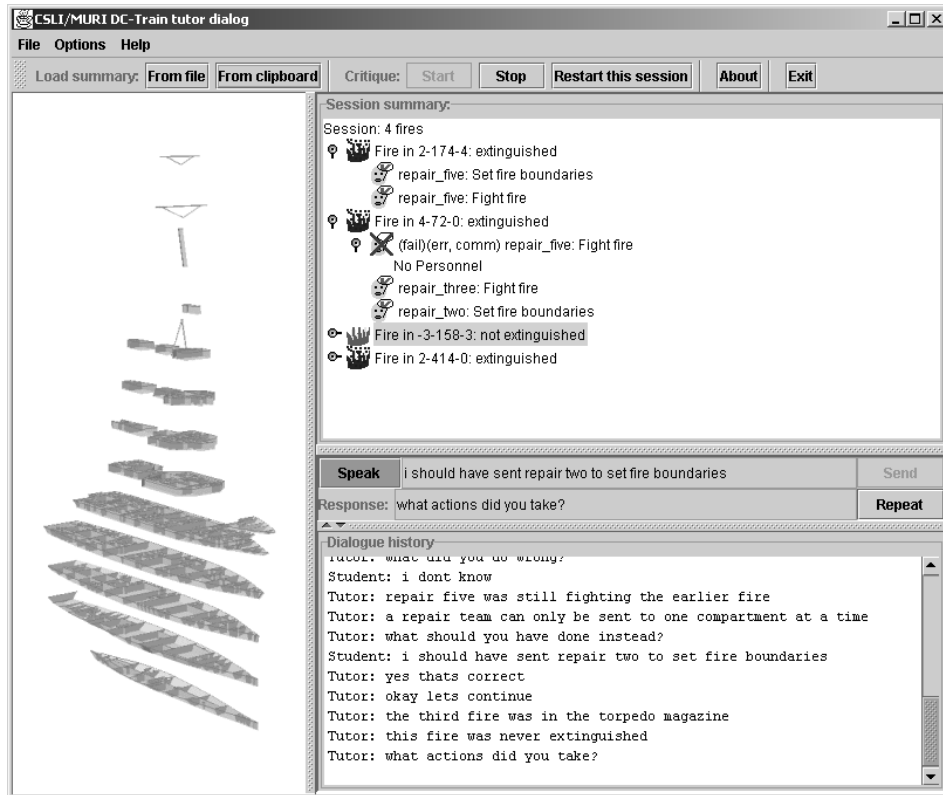 CSLI/MURI DC-Train tutor dialog
File Options Help
Load summary: From file From clipboard Critique: Start Stop Restart this session About Exit
Session summary:
Session: 4 fires
Fire in 2-174-4: extinguished
repair_five: Set fire boundaries
repair_five: Fight fire
Fire in 4-72-0: extinguished
(fail)(err, comm) repair_five: Fight fire
No Personnel
repair_three: Fight fire
repair_two: Set fire boundaries
Fire in -3-158-3: not extinguished
Fire in 2-414-0: extinguished
Speak i should have sent repair two to set fire boundaries Send
Response: what actions did you take? Repeat
Dialogue history
Tutor: what did you do wrong?
Student: i dont know
Tutor: repair five was still fighting the earlier fire
Tutor: a repair team can only be sent to one compartment at a time
Tutor: what should you have done instead?
Student: i should have sent repair two to set fire boundaries
Tutor: yes thats correct
Tutor: okay lets continue
Tutor: the third fire was in the torpedo magazine
Tutor: this fire was never extinguished
Tutor: what actions did you take?